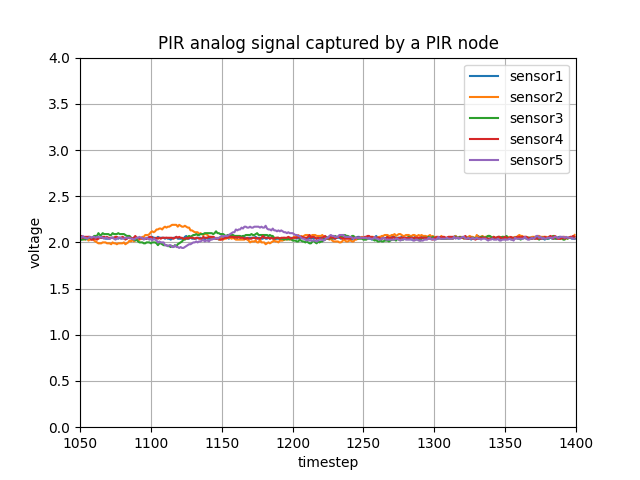 PIR analog signal captured by a PIR node
voltage
4.0
3.5
3.0
2.5
2.0
1.5
1.0
0.5
0.0
sensor1
sensor2
sensor3
sensor4
sensor5
1050 1100 1150 1200 1250 1300 1350 1400
timestep